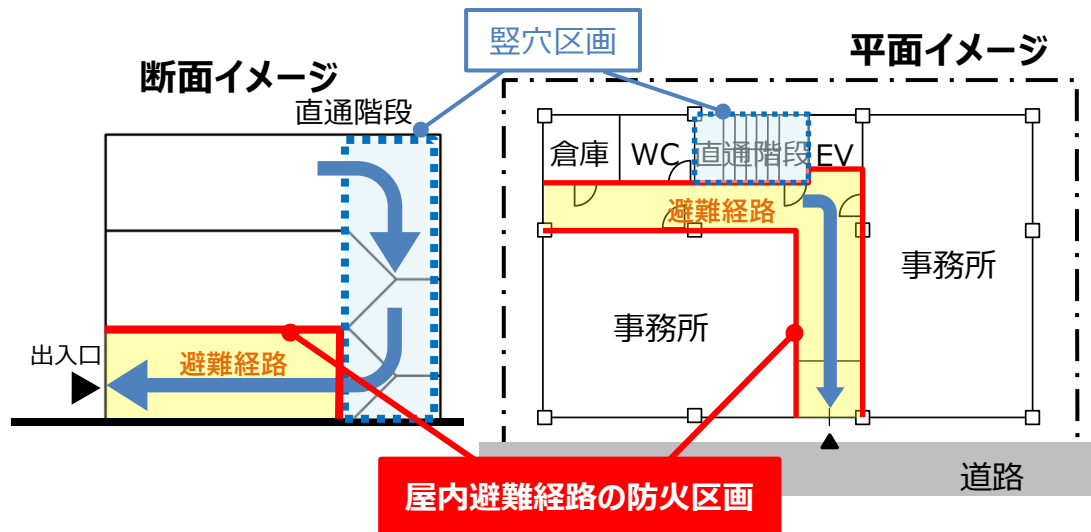 竪穴区画
断面イメージ
平面イメージ
直通階段
倉庫
WC
直通階段
EV
避難経路
事務所
事務所
出入口
避難経路
道路
屋内避難経路の防火区画